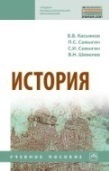 В.В. Касьянов
П.С. Самыгин
С.И. Самыгин
В.Н. Шевелев
ИСТОРИЯ
УЧЕБНОЕ ПОСОБИЕ